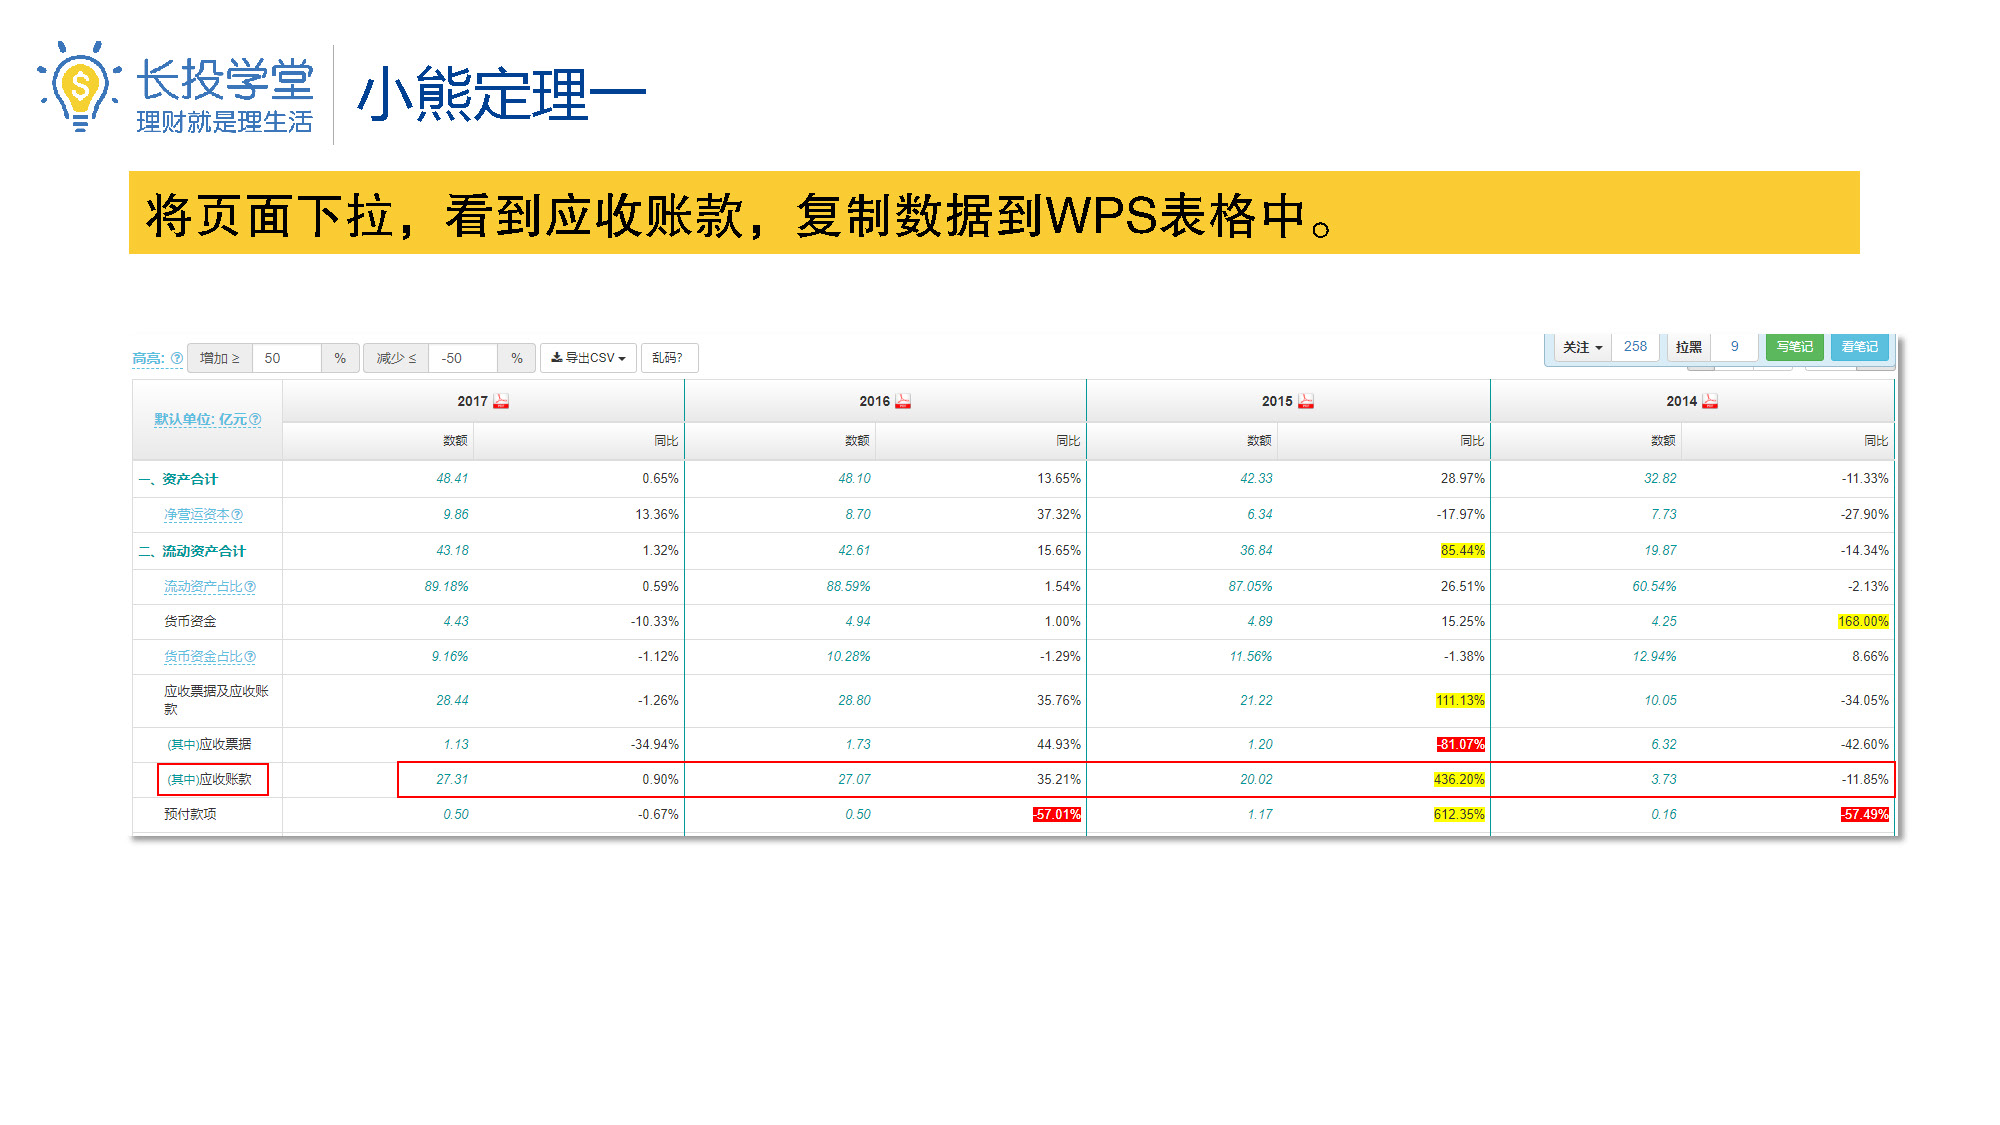 长投学堂
理财就是理生活
小熊定理一
将页面下拉，看到应收账款，复制数据到WPS表格中。
高亮: 增加 ≥ 50 % 减少 ≤ -50 % 导出CSV 乱码?
关注 258 拉黑 9 写笔记 看笔记
默认单位: 亿元 2017 2016 2015 2014
数额 同比 数额 同比 数额 同比 数额 同比
一、资产合计 48.41 0.65% 48.10 13.65% 42.33 28.97% 32.82 -11.33%
净营运资本 9.86 13.36% 8.70 37.32% 6.34 -17.97% 7.73 -27.90%
二、流动资产合计 43.18 1.32% 42.61 15.65% 36.84 85.44% 19.87 -14.34%
流动资产占比 89.18% 0.59% 88.59% 1.54% 87.05% 26.51% 60.54% -2.13%
货币资金 4.43 -10.33% 4.94 1.00% 4.89 15.25% 4.25 168.00%
货币资金占比 9.16% -1.12% 10.28% -1.29% 11.56% -1.38% 12.94% 8.66%
应收票据及应收账
款 28.44 -1.26% 28.80 35.76% 21.22 111.13% 10.05 -34.05%
(其中)应收票据 1.13 -34.94% 1.73 44.93% 1.20 -81.07% 6.32 -42.60%
(其中)应收账款 27.31 0.90% 27.07 35.21% 20.02 436.20% 3.73 -11.85%
预付款项 0.50 -0.67% 0.50 -57.01% 1.17 612.35% 0.16 -57.49%